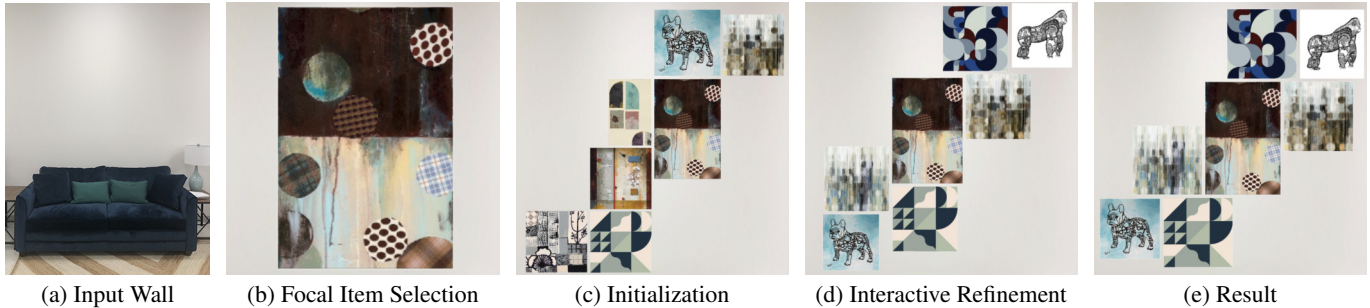 (a) Input Wall
(b) Focal Item Selection
(c) Initialization
(d) Interactive Refinement
(e) Result